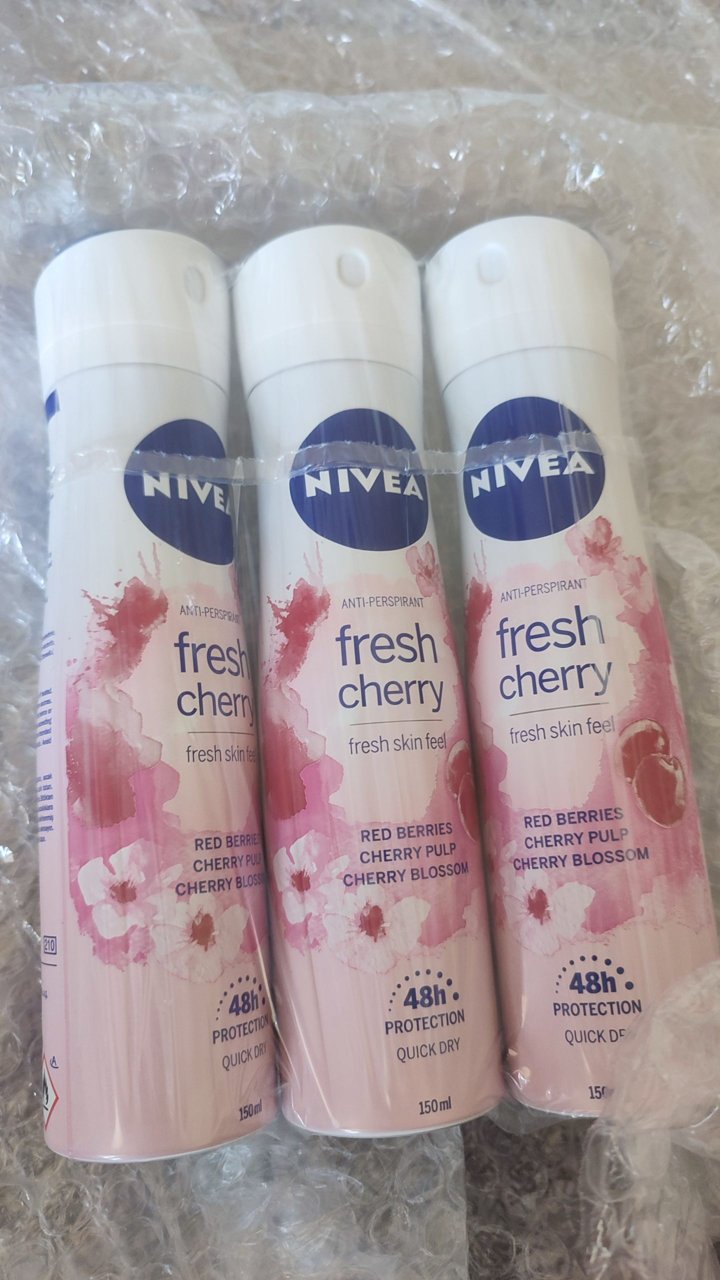 NIVEA
ANTI-PERSPIRANT
fresh
cherry
fresh skin feel
RED BERRIES
CHERRY PULP
CHERRY BLOSSOM
48h
PROTECTION
QUICK DRY
150 ml
210
NIVEA
ANTI-PERSPIRANT
fresh
cherry
fresh skin feel
RED BERRIES
CHERRY PULP
CHERRY BLOSSOM
48h
PROTECTION
QUICK DRY
150 ml
NIVEA
ANTI-PERSPIRANT
fresh
cherry
fresh skin feel
RED BERRIES
CHERRY PULP
CHERRY BLOSSOM
48h
PROTECTION
QUICK
150